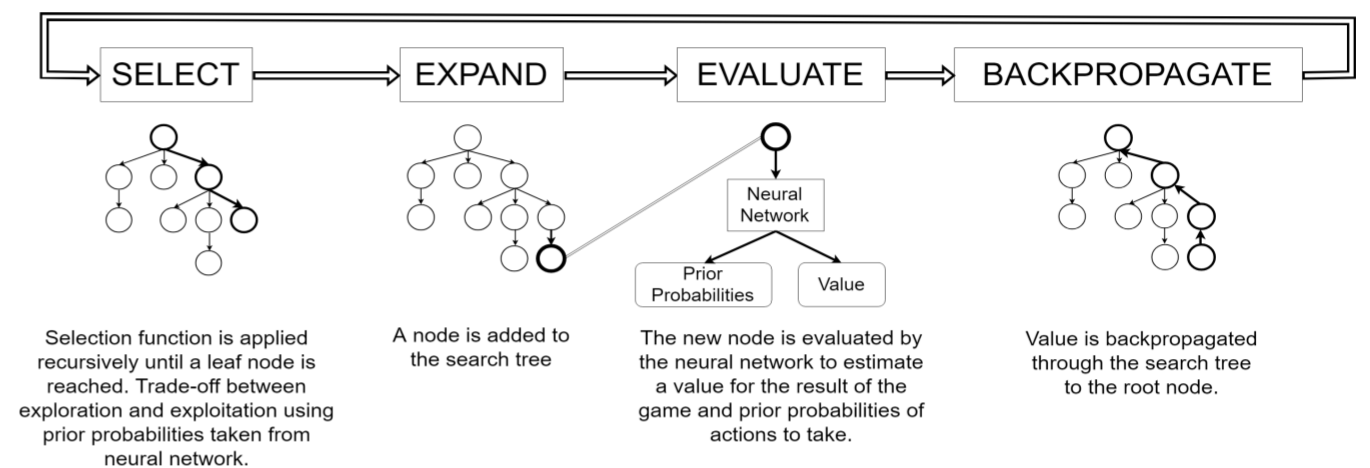 SELECT
EXPAND
EVALUATE
BACKPROPAGATE
Neural
Network
Prior
Probabilities
Value
Selection function is applied
recursively until a leaf node is
reached. Trade-off between
exploration and exploitation using
prior probabilities taken from
neural network.
A node is added to
the search tree
The new node is evaluated by
the neural network to estimate
a value for the result of the
game and prior probabilities of
actions to take.
Value is backpropagated
through the search tree
to the root node.